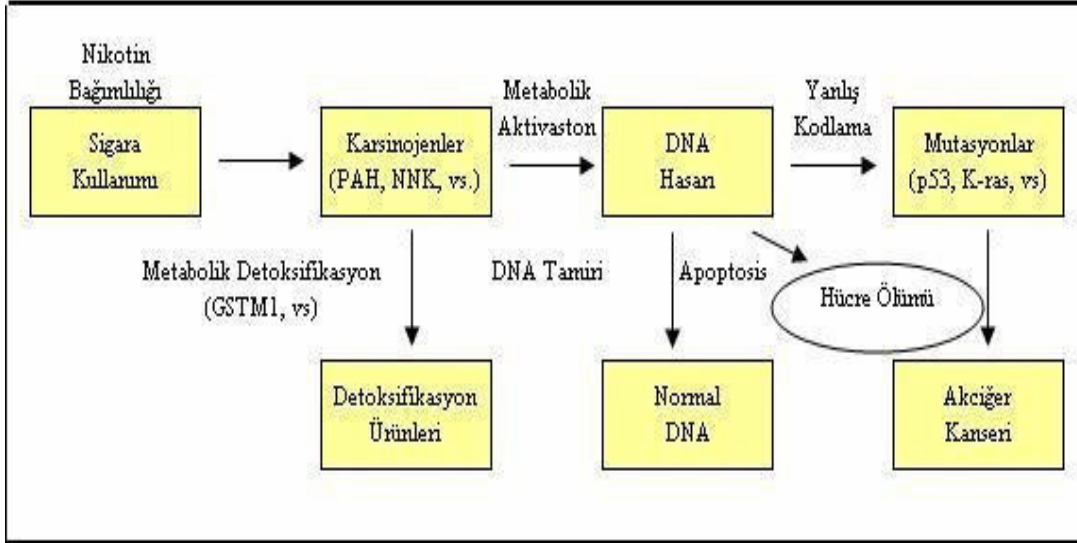 Nikotin
Bağımlılığı
Sigara
Kullanımı
Karsinojenler
(PAH, NNK, vs.)
Metabolik
Aktivaston
DNA
Hasarı
Yanlış
Kodlama
Mutasyonlar
(p53, K-ras, vs)
Metabolik Detoksifikasyon
(GSTM1, vs)
DNA Tamiri
Apoptosis
Hücre Ölümü
Detoksifikasyon
Ürünleri
Normal
DNA
Akciğer
Kanseri